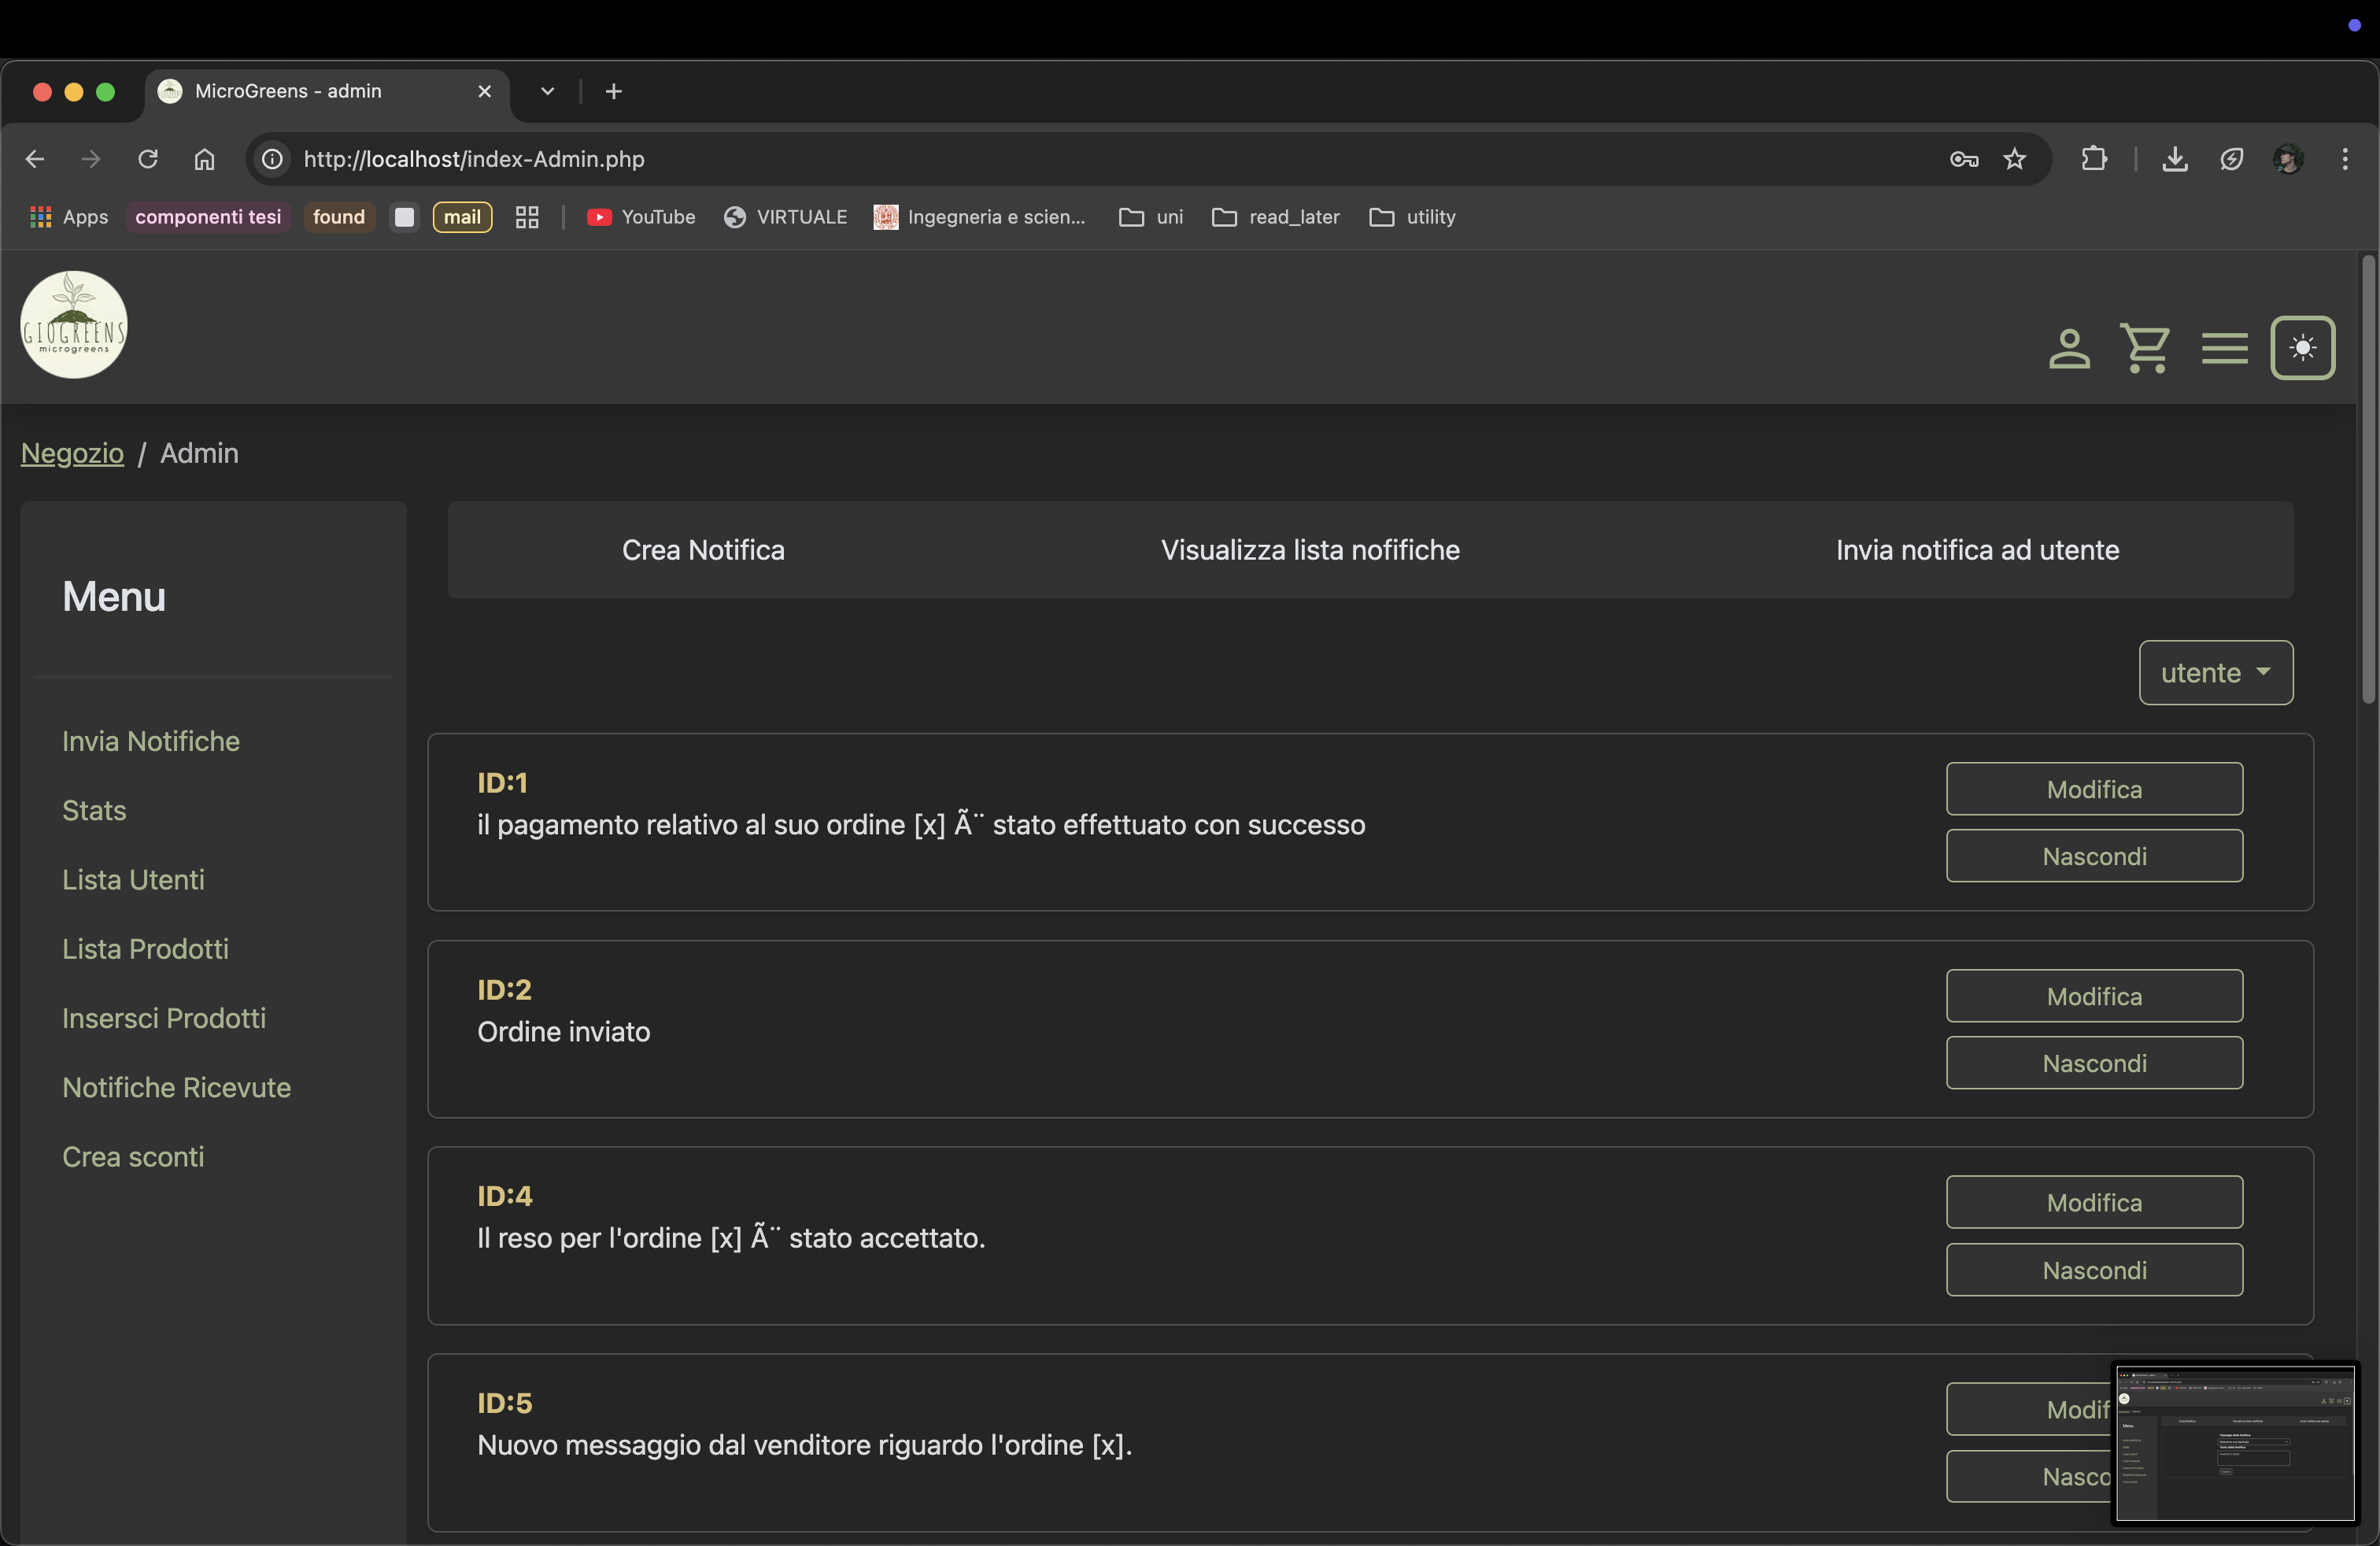 MicroGreens - admin
http://localhost/index-Admin.php
Apps componenti tesi found mail YouTube VIRTUALE Ingegneria e scien... uni read_later utility
GIOGREENS
microgreens
Negozio / Admin
Crea Notifica Visualizza lista nofifiche Invia notifica ad utente
Menu
utente
Invia Notifiche
Stats
Lista Utenti
Lista Prodotti
Insersci Prodotti
Notifiche Ricevute
Crea sconti
ID:1
il pagamento relativo al suo ordine [x] Ã¨ stato effettuato con successo
Modifica
Nascondi
ID:2
Ordine inviato
Modifica
Nascondi
ID:4
Il reso per l'ordine [x] Ã¨ stato accettato.
Modifica
Nascondi
ID:5
Nuovo messaggio dal venditore riguardo l'ordine [x].
Modif
Nasco